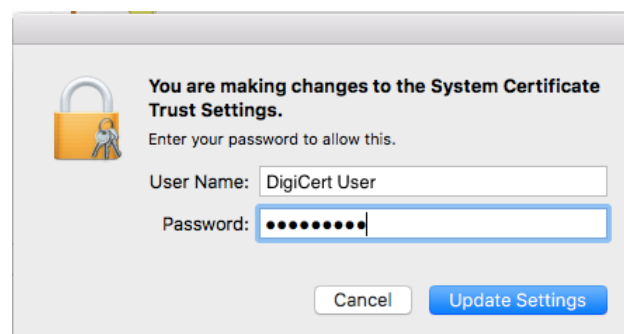 You are making changes to the System Certificate
Trust Settings.
Enter your password to allow this.
User Name: DigiCert User
Password: ●●●●●●●●●
Cancel Update Settings